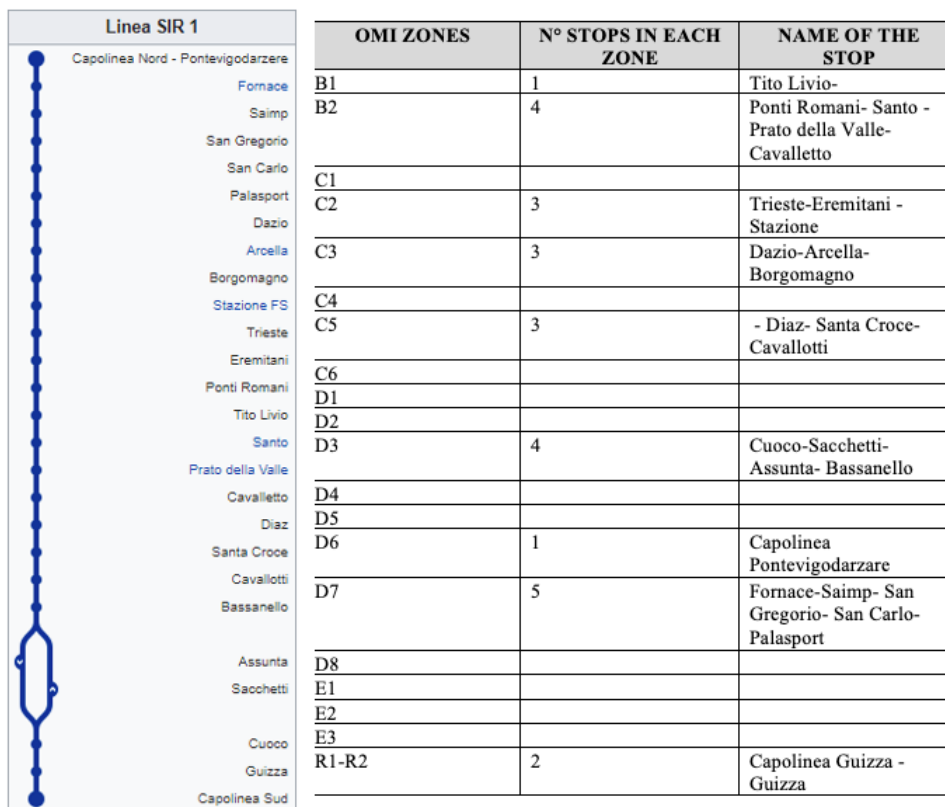 Linea SIR 1
Capolinea Nord - Pontevigodarzere
Fornace
Saimp
San Gregorio
San Carlo
Palasport
Dazio
Arcella
Borgomagno
Stazione FS
Trieste
Eremitani
Ponti Romani
Tito Livio
Santo
Prato della Valle
Cavalletto
Diaz
Santa Croce
Cavallotti
Bassanello
Assunta
Sacchetti
Cuoco
Guizza
Capolinea Sud
OMI ZONES N° STOPS IN EACH ZONE NAME OF THE STOP
B1 1 Tito Livio-
B2 4 Ponti Romani- Santo -
Prato della Valle-
Cavalletto
C1
C2 3 Trieste-Eremitani -
Stazione
C3 3 Dazio-Arcella-
Borgomagno
C4
C5 3 - Diaz- Santa Croce-
Cavallotti
C6
D1
D2
D3 4 Cuoco-Sacchetti-
Assunta- Bassanello
D4
D5
D6 1 Capolinea
Pontevigodarzare
D7 5 Fornace-Saimp- San
Gregorio- San Carlo-
Palasport
D8
E1
E2
E3
R1-R2 2 Capolinea Guizza -
Guizza